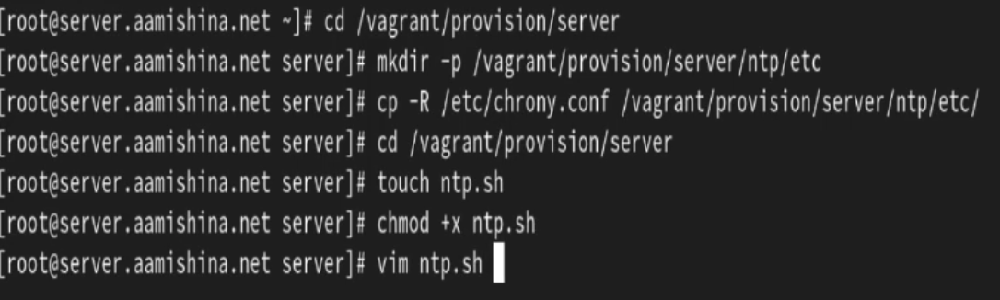 [root@server.aamishina.net ~]# cd /vagrant/provision/server
[root@server.aamishina.net server]# mkdir -p /vagrant/provision/server/ntp/etc
[root@server.aamishina.net server]# cp -R /etc/chrony.conf /vagrant/provision/server/ntp/etc/
[root@server.aamishina.net server]# cd /vagrant/provision/server
[root@server.aamishina.net server]# touch ntp.sh
[root@server.aamishina.net server]# chmod +x ntp.sh
[root@server.aamishina.net server]# vim ntp.sh